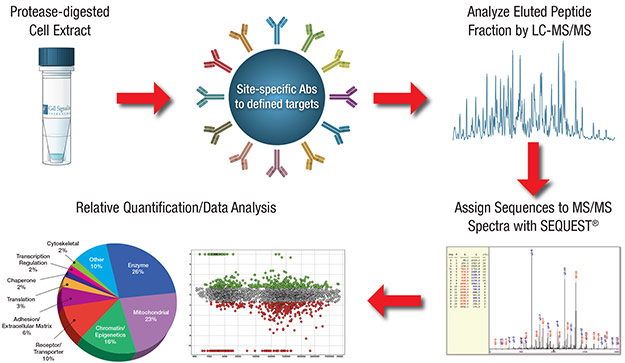 Protease-digested
Cell Extract
Site-specific Abs
to defined targets
Analyze Eluted Peptide
Fraction by LC-MS/MS
Assign Sequences to MS/MS
Spectra with SEQUEST®
Relative Quantification/Data Analysis
Cytoskeletal
2%
Transcription
Regulation
2%
Chaperone
2%
Translation
3%
Adhesion/
Extracellular Matrix
6%
Receptor/
Transporter
10%
Other
10%
Enzyme
26%
Mitochondrial
23%
Chromatin/
Epigenetics
16%